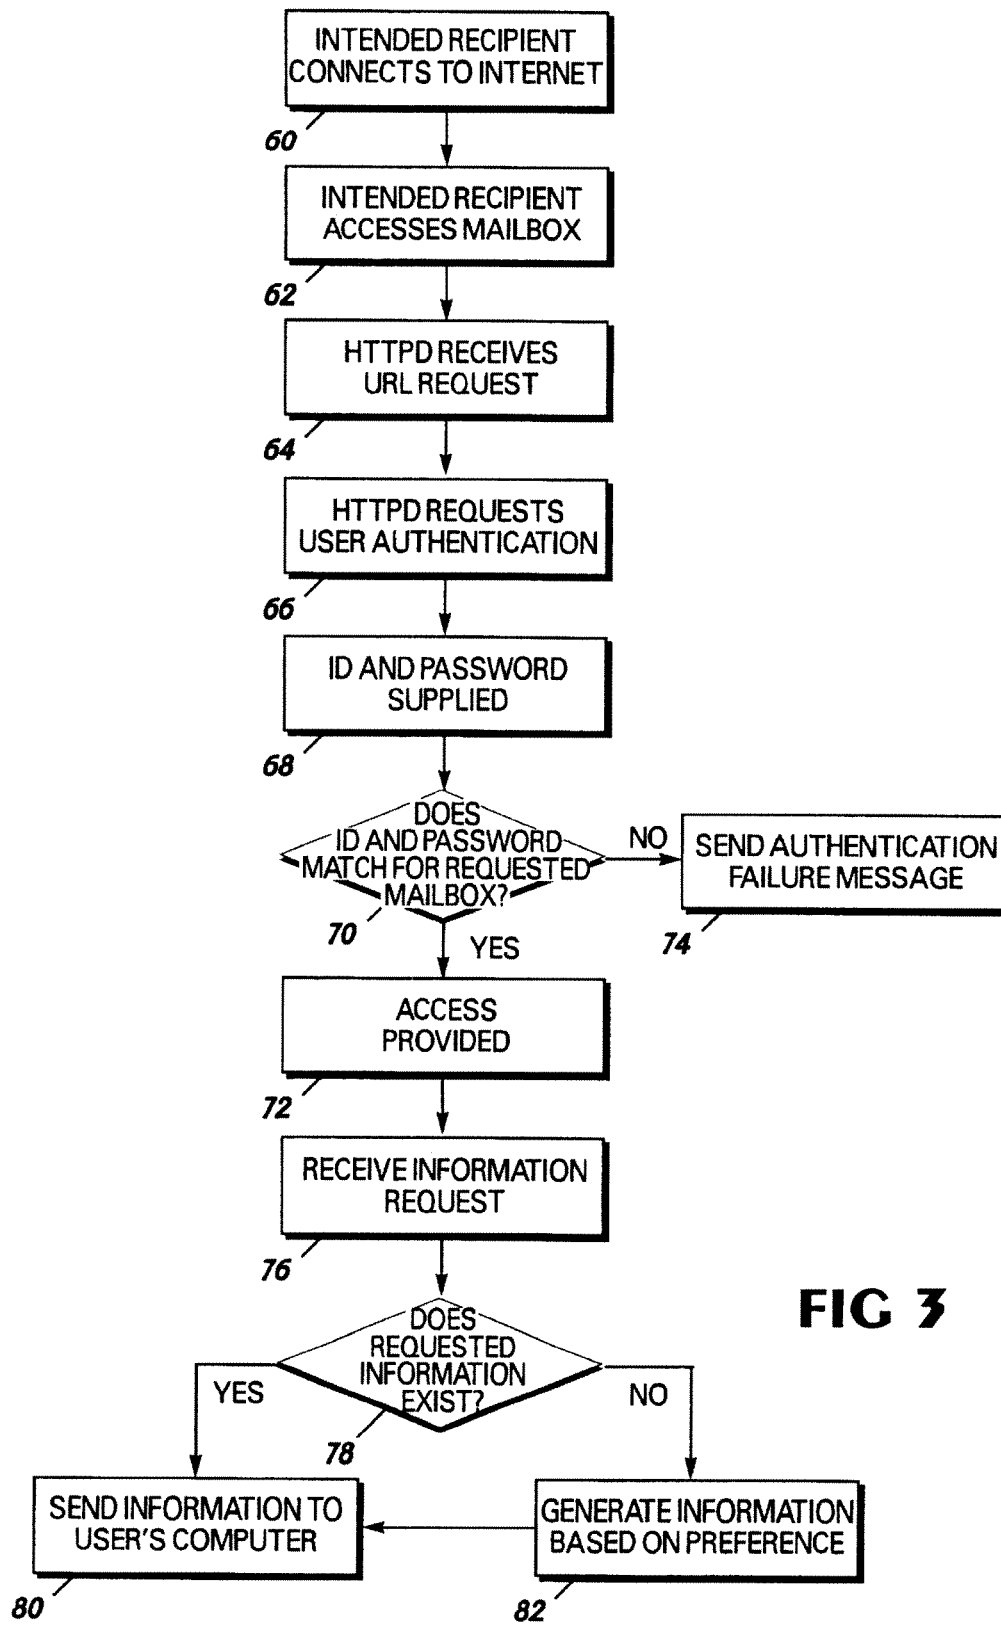 INTENDED RECIPIENT
CONNECTS TO INTERNET
60
INTENDED RECIPIENT
ACCESSES MAILBOX
62
HTTPD RECEIVES
URL REQUEST
64
HTTPD REQUESTS
USER AUTHENTICATION
66
ID AND PASSWORD
SUPPLIED
68
DOES
ID AND PASSWORD
MATCH FOR REQUESTED
MAILBOX?
70
NO
SEND AUTHENTICATION
FAILURE MESSAGE
74
YES
ACCESS
PROVIDED
72
RECEIVE INFORMATION
REQUEST
76
FIG 3
DOES
REQUESTED
INFORMATION
EXIST?
78
YES
NO
SEND INFORMATION TO
USER'S COMPUTER
80
GENERATE INFORMATION
BASED ON PREFERENCE
82